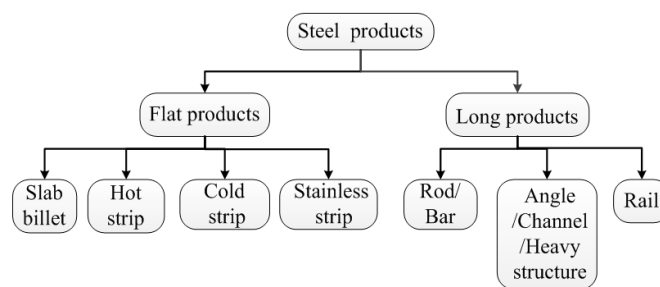 Steel products
Flat products
Long products
Slab
billet
Hot
strip
Cold
strip
Stainless
strip
Rod/
Bar
Angle
/Channel
/Heavy
structure
Rail